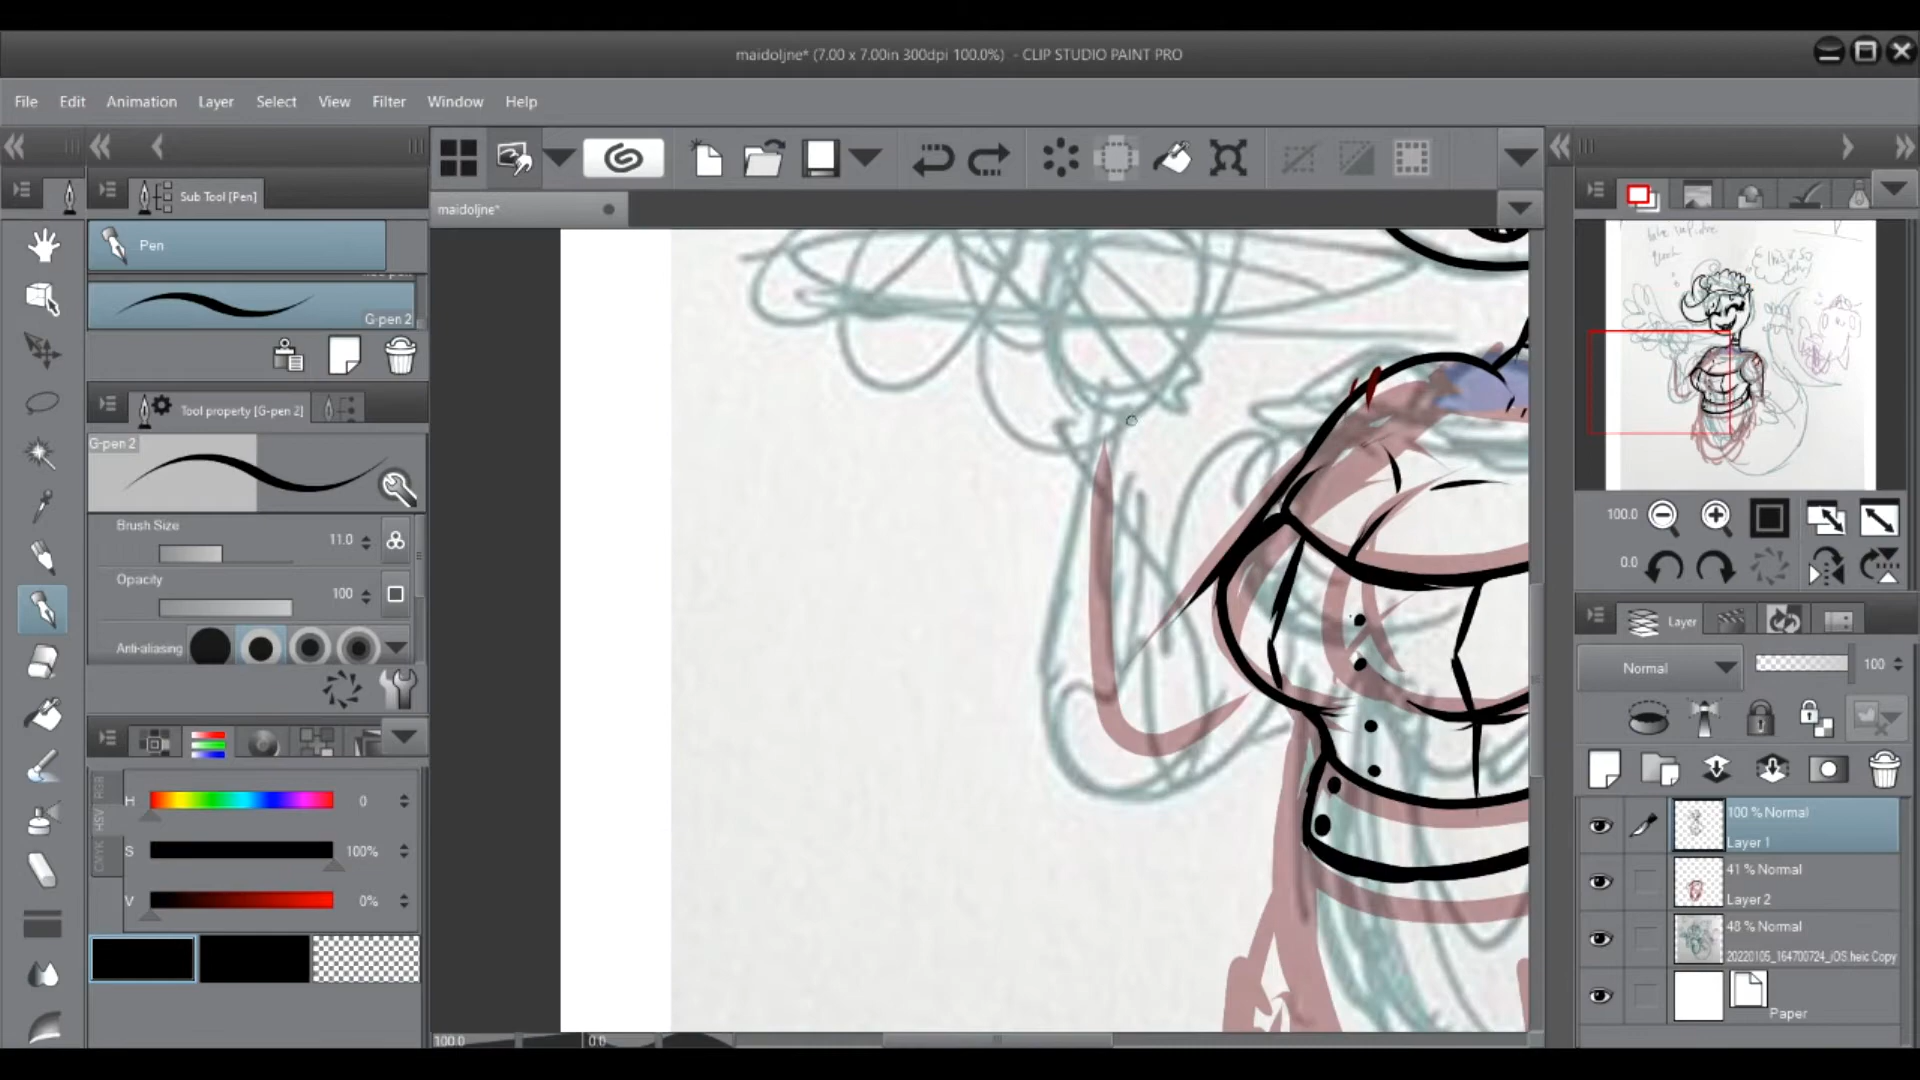 maidoljne* (7.00 x 7.00in 300dpi 100.0%) - CLIP STUDIO PAINT PRO
File Edit Animation Layer Select View Filter Window Help
Sub Tool [Pen]
maidoljne*
Pen
G-pen 2
Tool property [G-pen 2]
G-pen 2
Brush Size
11.0
Opacity
100
Anti-aliasing
RGB
HSV
CMYK
H 0
S 100%
V 0%
100.0 0.0
100.0
0.0
Layer
Normal 100
100 % Normal
Layer 1
41 % Normal
Layer 2
48 % Normal
20220105_164700724_iOS.heic Copy
Paper